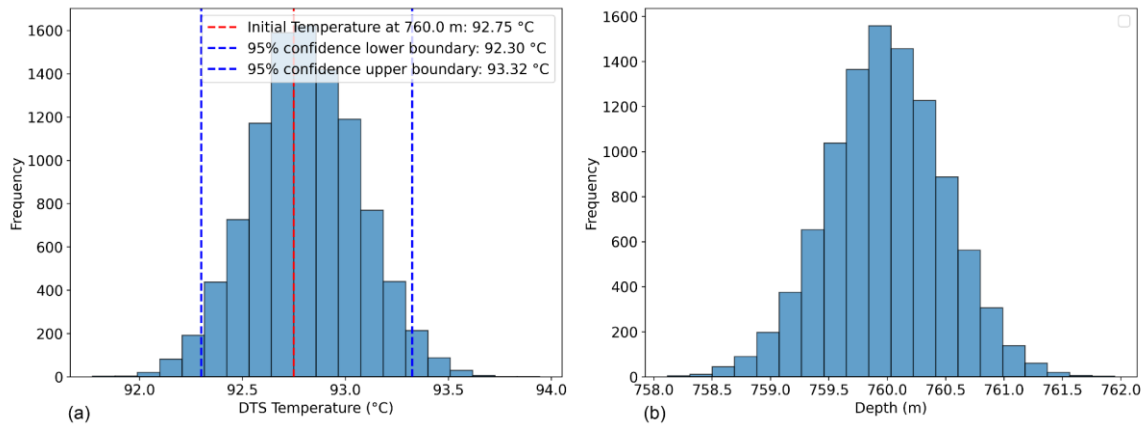 Initial Temperature at 760.0 m: 92.75 °C
95% confidence lower boundary: 92.30 °C
95% confidence upper boundary: 93.32 °C
1600
1400
1200
1000
800
600
400
200
0
Frequency
92.0 92.5 93.0 93.5 94.0
DTS Temperature (°C)
(a)
1600
1400
1200
1000
800
600
400
200
0
Frequency
758.0 758.5 759.0 759.5 760.0 760.5 761.0 761.5 762.0
Depth (m)
(b)